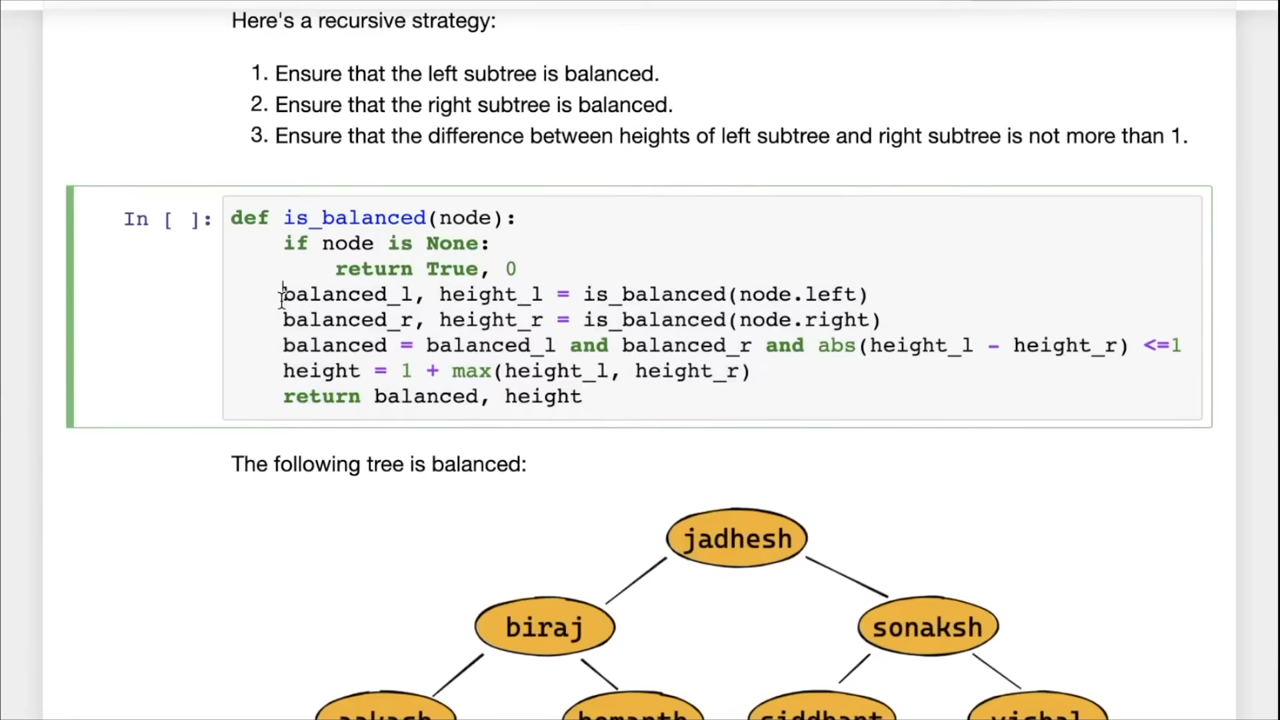 Here's a recursive strategy:
1. Ensure that the left subtree is balanced.
2. Ensure that the right subtree is balanced.
3. Ensure that the difference between heights of left subtree and right subtree is not more than 1.
In [ ]: def is_balanced(node):
    if node is None:
        return True, 0
    balanced_l, height_l = is_balanced(node.left)
    balanced_r, height_r = is_balanced(node.right)
    balanced = balanced_l and balanced_r and abs(height_l - height_r) <=1
    height = 1 + max(height_l, height_r)
    return balanced, height
The following tree is balanced:
jadhesh
biraj sonaksh